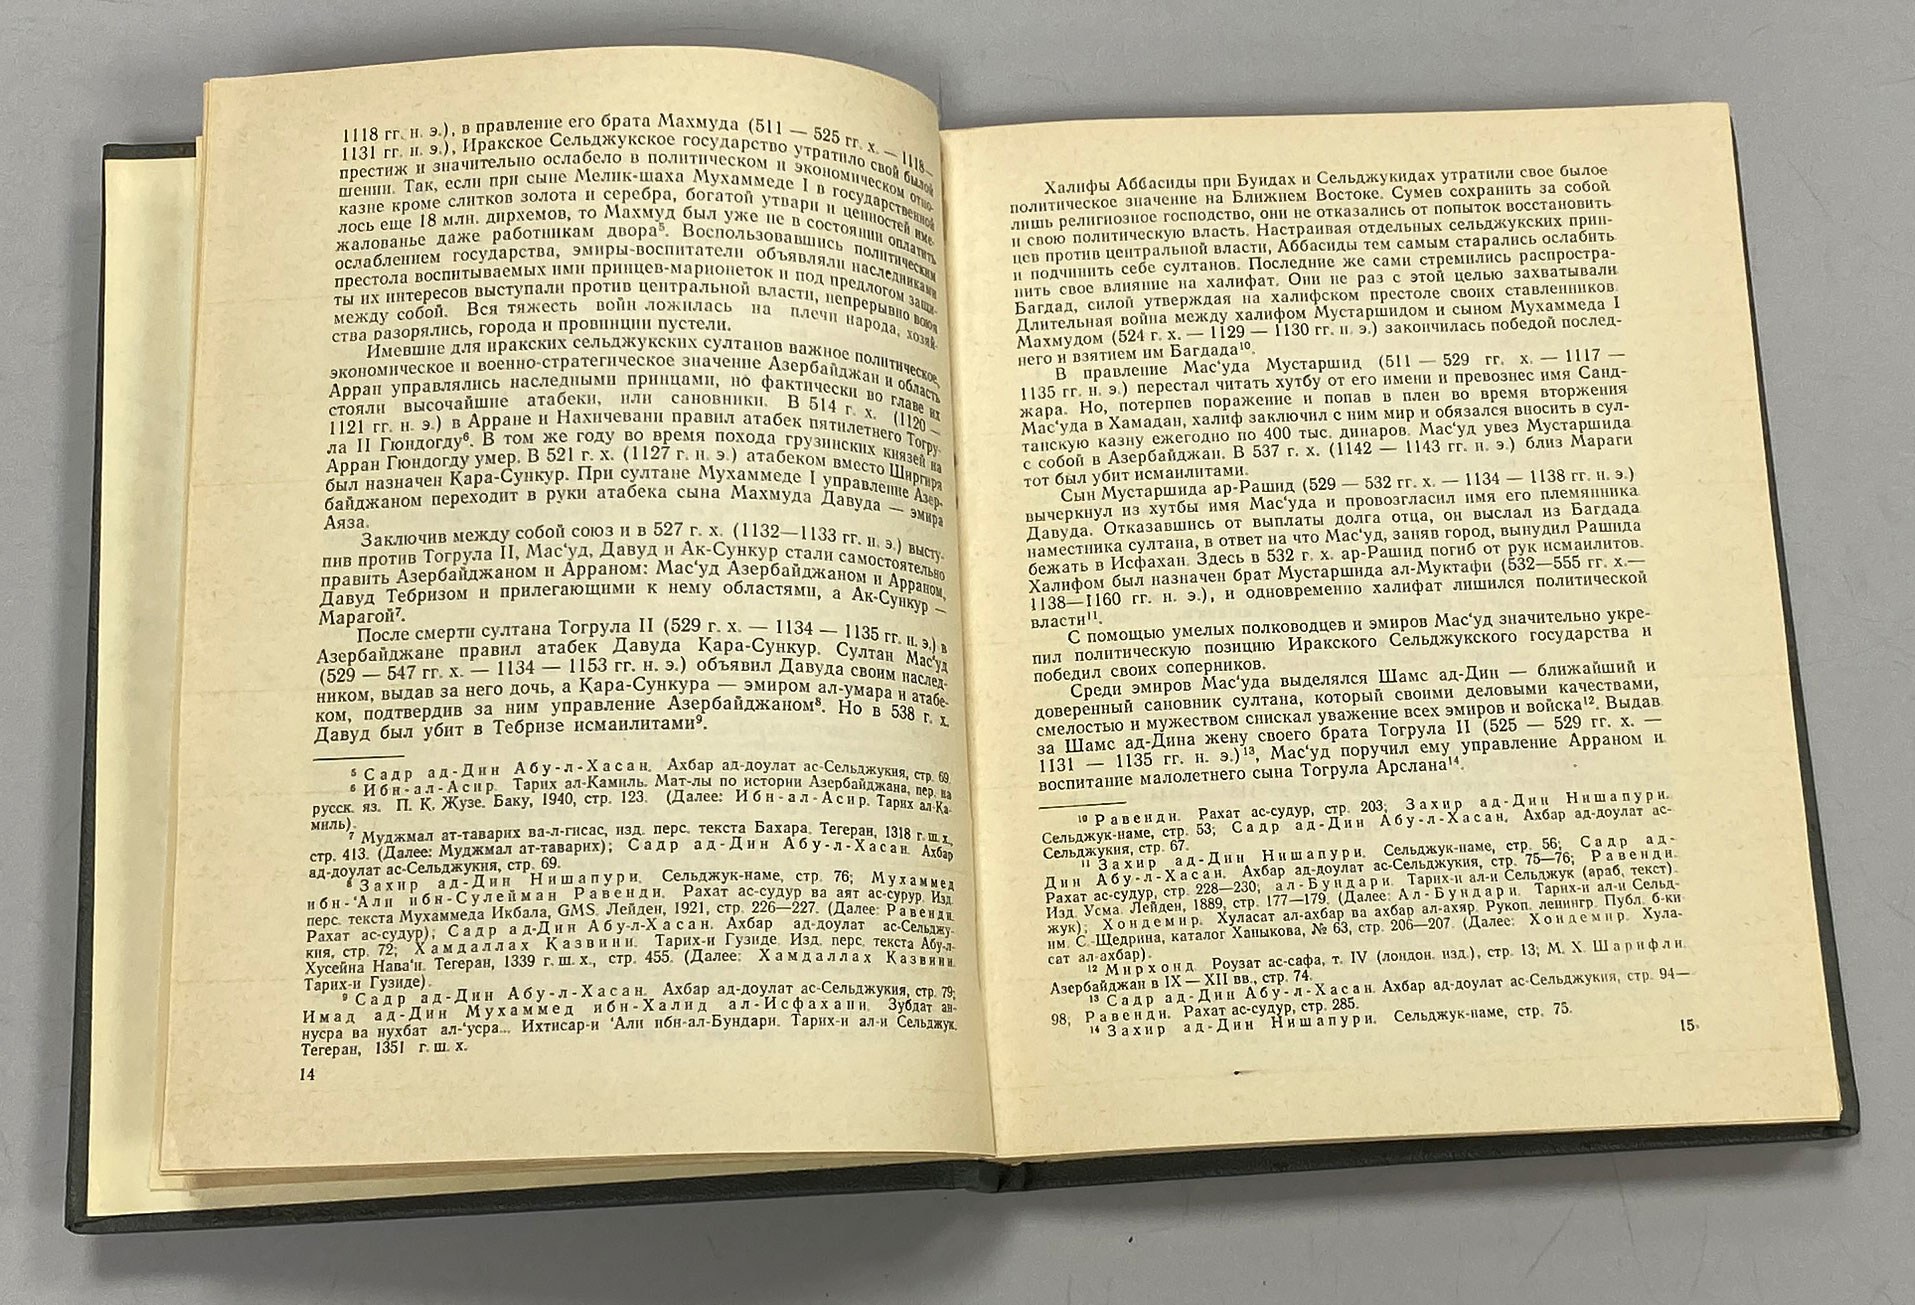 1118 гг. н. э.), в правление его брата Махмуда (511 — 525 гг. х. — 1118—
1131 гг. н. э.), Иракское Сельджукское государство утратило свой былой
престиж и значительно ослабело в политическом и экономическом отно-
шении. Так, если при сыне Мелик-шаха Мухаммеде I в государственной
казне кроме слитков золота и серебра, богатой утвари и ценностей име-
лось еще 18 млн. дирхемов, то Махмуд был уже не в состоянии оплатить
жалованье даже работникам двора⁵. Воспользовавшись политическим
ослаблением государства, эмиры-воспитатели объявляли наследниками
престола воспитываемых ими принцев-марионеток и под предлогом защи-
ты их интересов выступали против центральной власти, непрерывно воюя
между собой. Вся тяжесть войн ложилась на плечи народа, хозяй-
ства разорялись, города и провинции пустели.
Имевшие для иракских сельджукских султанов важное политическое,
экономическое и военно-стратегическое значение Азербайджан и область
Арран управлялись наследными принцами, но фактически во главе их
стояли высочайшие атабеки, или сановники. В 514 г. х. (1120 —
1121 гг. н. э.) в Арране и Нахичевани правил атабек пятилетнего Тогру-
ла II Гюндогду⁶. В том же году во время похода грузинских князей на
Арран Гюндогду умер. В 521 г. х. (1127 г. н. э.) атабеком вместо Ширгира
был назначен Кара-Сункур. При султане Мухаммеде I управление Азер-
байджаном переходит в руки атабека сына Махмуда Давуда — эмира
Аяза.
Заключив между собой союз и в 527 г. х. (1132—1133 гг. н. э.) высту-
пив против Тогрула II, Мас‘уд, Давуд и Ак-Сункур стали самостоятельно
править Азербайджаном и Арраном: Мас‘уд Азербайджаном и Арраном,
Давуд Тебризом и прилегающими к нему областями, а Ак-Сункур —
Марагой⁷.
После смерти султана Тогрула II (529 г. х. — 1134 — 1135 гг. н. э.) в
Азербайджане правил атабек Давуда Кара-Сункур. Султан Мас‘уд
(529 — 547 гг. х. — 1134 — 1153 гг. н. э.) объявил Давуда своим наслед-
ником, выдав за него дочь, а Кара-Сункура — эмиром ал-умара и атабе-
ком, подтвердив за ним управление Азербайджаном⁸. Но в 538 г. х.
Давуд был убит в Тебризе исмаилитами⁹.
⁵ Садр ад-Дин Абу-л-Хасан. Ахбар ад-доулат ас-Сельджукия, стр. 69.
⁶ Ибн-ал-Асир. Тарих ал-Камиль. Мат-лы по истории Азербайджана, пер. на
русск. яз. П. К. Жузе. Баку, 1940, стр. 123. (Далее: Ибн-ал-Асир. Тарих ал-Ка-
миль).
⁷ Муджмал ат-таварих ва-л-гисас, изд. перс. текста Бахара. Тегеран, 1318 г. ш. х.,
стр. 413. (Далее: Муджмал ат-таварих); Садр ад-Дин Абу-л-Хасан. Ахбар
ад-доулат ас-Сельджукия, стр. 69.
⁸ Захир ад-Дин Нишапури. Сельджук-наме, стр. 76; Мухаммед
ибн-‘Али ибн-Сулейман Равенди. Рахат ас-судур ва аят ас-сурур. Изд.
перс. текста Мухаммеда Икбала, GMS. Лейден, 1921, стр. 226—227. (Далее: Равенди.
Рахат ас-судур); Садр ад-Дин Абу-л-Хасан. Ахбар ад-доулат ас-Сельджу-
кия, стр. 72; Хамдаллах Казвини. Тарих-и Гузиде. Изд. перс. текста Абу-л-
Хусейна Нава‘и. Тегеран, 1339 г. ш. х., стр. 455. (Далее: Хамдаллах Казвини.
Тарих-и Гузиде).
⁹ Садр ад-Дин Абу-л-Хасан. Ахбар ад-доулат ас-Сельджукия, стр. 79;
Имад ад-Дин Мухаммед ибн-Халид ал-Исфахани. Зубдат ан-
нусра ва нухбат ал-‘усра... Ихтисар-и ‘Али ибн-ал-Бундари. Тарих-и ал-и Сельджук.
Тегеран, 1351 г. ш. х.
14
Халифы Аббасиды при Буидах и Сельджукидах утратили свое былое
политическое значение на Ближнем Востоке. Сумев сохранить за собой
лишь религиозное господство, они не отказались от попыток восстановить
и свою политическую власть. Настраивая отдельных сельджукских прин-
цев против центральной власти, Аббасиды тем самым старались ослабить
и подчинить себе султанов. Последние же сами стремились распростра-
нить свое влияние на халифат. Они не раз с этой целью захватывали
Багдад, силой утверждая на халифском престоле своих ставленников.
Длительная война между халифом Мустаршидом и сыном Мухаммеда I
Махмудом (524 г. х. — 1129 — 1130 гг. н. э.) закончилась победой послед-
него и взятием им Багдада¹⁰.
В правление Мас‘уда Мустаршид (511 — 529 гг. х. — 1117 —
1135 гг. н. э.) перестал читать хутбу от его имени и превознес имя Санд-
жара. Но, потерпев поражение и попав в плен во время вторжения
Мас‘уда в Хамадан, халиф заключил с ним мир и обязался вносить в сул-
танскую казну ежегодно по 400 тыс. динаров. Мас‘уд увез Мустаршида
с собой в Азербайджан. В 537 г. х. (1142 — 1143 гг. н. э.) близ Мараги
тот был убит исмаилитами.
Сын Мустаршида ар-Рашид (529 — 532 гг. х. — 1134 — 1138 гг. н. э.)
вычеркнул из хутбы имя Мас‘уда и провозгласил имя его племянника
Давуда. Отказавшись от выплаты долга отца, он выслал из Багдада
наместника султана, в ответ на что Мас‘уд, заняв город, вынудил Рашида
бежать в Исфахан. Здесь в 532 г. х. ар-Рашид погиб от рук исмаилитов.
Халифом был назначен брат Мустаршида ал-Муктафи (532—555 гг. х.—
1138—1160 гг. н. э.), и одновременно халифат лишился политической
власти¹¹.
С помощью умелых полководцев и эмиров Мас‘уд значительно укре-
пил политическую позицию Иракского Сельджукского государства и
победил своих соперников.
Среди эмиров Мас‘уда выделялся Шамс ад-Дин — ближайший и
доверенный сановник султана, который своими деловыми качествами,
смелостью и мужеством снискал уважение всех эмиров и войска¹². Выдав
за Шамс ад-Дина жену своего брата Тогрула II (525 — 529 гг. х. —
1131 — 1135 гг. н. э.)¹³, Мас‘уд поручил ему управление Арраном и
воспитание малолетнего сына Тогрула Арслана¹⁴.
¹⁰ Равенди. Рахат ас-судур, стр. 203; Захир ад-Дин Нишапури.
Сельджук-наме, стр. 53; Садр ад-Дин Абу-л-Хасан. Ахбар ад-доулат ас-
Сельджукия, стр. 67.
¹¹ Захир ад-Дин Нишапури. Сельджук-наме, стр. 56; Садр ад-
Дин Абу-л-Хасан. Ахбар ад-доулат ас-Сельджукия, стр. 75—76; Равенди.
Рахат ас-судур, стр. 228—230; ал-Бундари. Тарих-и ал-и Сельджук (араб. текст).
Изд. Усма. Лейден, 1889, стр. 177—179. (Далее: Ал-Бундари. Тарих-и ал-и Сельд-
жук); Хондемир. Хуласат ал-ахбар ва ахбар ал-ахяр. Рукоп. ленингр. Публ. б-ки
им. С.-Щедрина, каталог Ханыкова, № 63, стр. 206—207. (Далее: Хондемир. Хула-
сат ал-ахбар).
¹² Мирхонд. Роузат ас-сафа, т. IV (лондон. изд.), стр. 13; М. Х. Шарифли.
Азербайджан в IX — XII вв., стр. 74.
¹³ Садр ад-Дин Абу-л-Хасан. Ахбар ад-доулат ас-Сельджукия, стр. 94—
98; Равенди. Рахат ас-судур, стр. 285.
¹⁴ Захир ад-Дин Нишапури. Сельджук-наме, стр. 75.
15